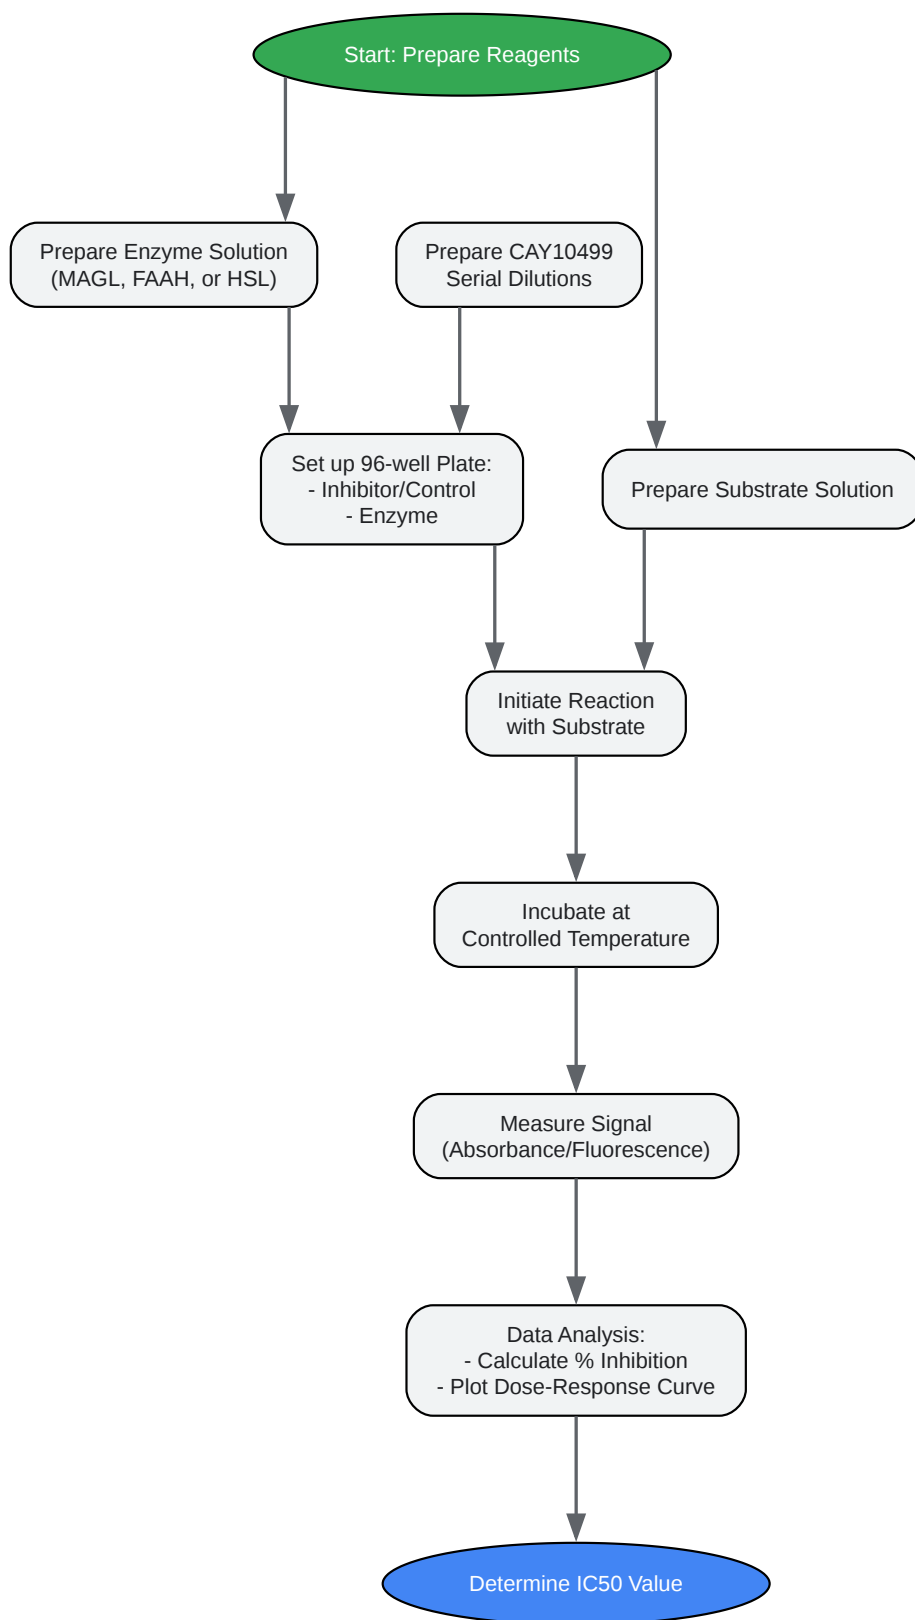 Start: Prepare Reagents
Prepare Enzyme Solution
(MAGL, FAAH, or HSL)
Prepare CAY10499
Serial Dilutions
Set up 96-well Plate:
- Inhibitor/Control
- Enzyme
Prepare Substrate Solution
Initiate Reaction
with Substrate
Incubate at
Controlled Temperature
Measure Signal
(Absorbance/Fluorescence)
Data Analysis:
- Calculate % Inhibition
- Plot Dose-Response Curve
Determine IC50 Value